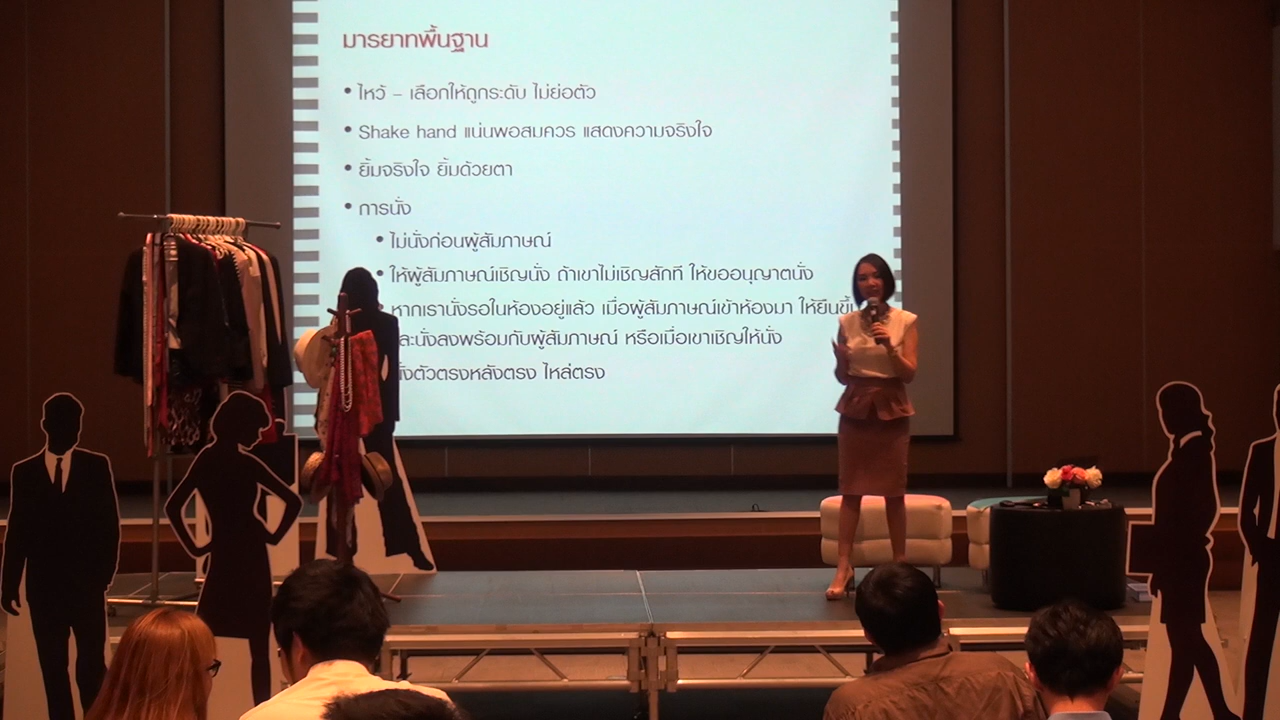 มารยาทพื้นฐาน
• ไหว้ – เลือกให้ถูกระดับ ไม่ย่อตัว
• Shake hand แน่นพอสมควร แสดงความจริงใจ
• ยิ้มจริงใจ ยิ้มด้วยตา
• การนั่ง
• ไม่นั่งก่อนผู้สัมภาษณ์
• ให้ผู้สัมภาษณ์เชิญนั่ง ถ้าเขาไม่เชิญสักที ให้ขออนุญาตนั่ง
หากเรานั่งรอในห้องอยู่แล้ว เมื่อผู้สัมภาษณ์เข้าห้องมา ให้ยืนขึ้น
ละนั่งลงพร้อมกับผู้สัมภาษณ์ หรือเมื่อเขาเชิญให้นั่ง
ตัวตรงหลังตรง ไหล่ตรง